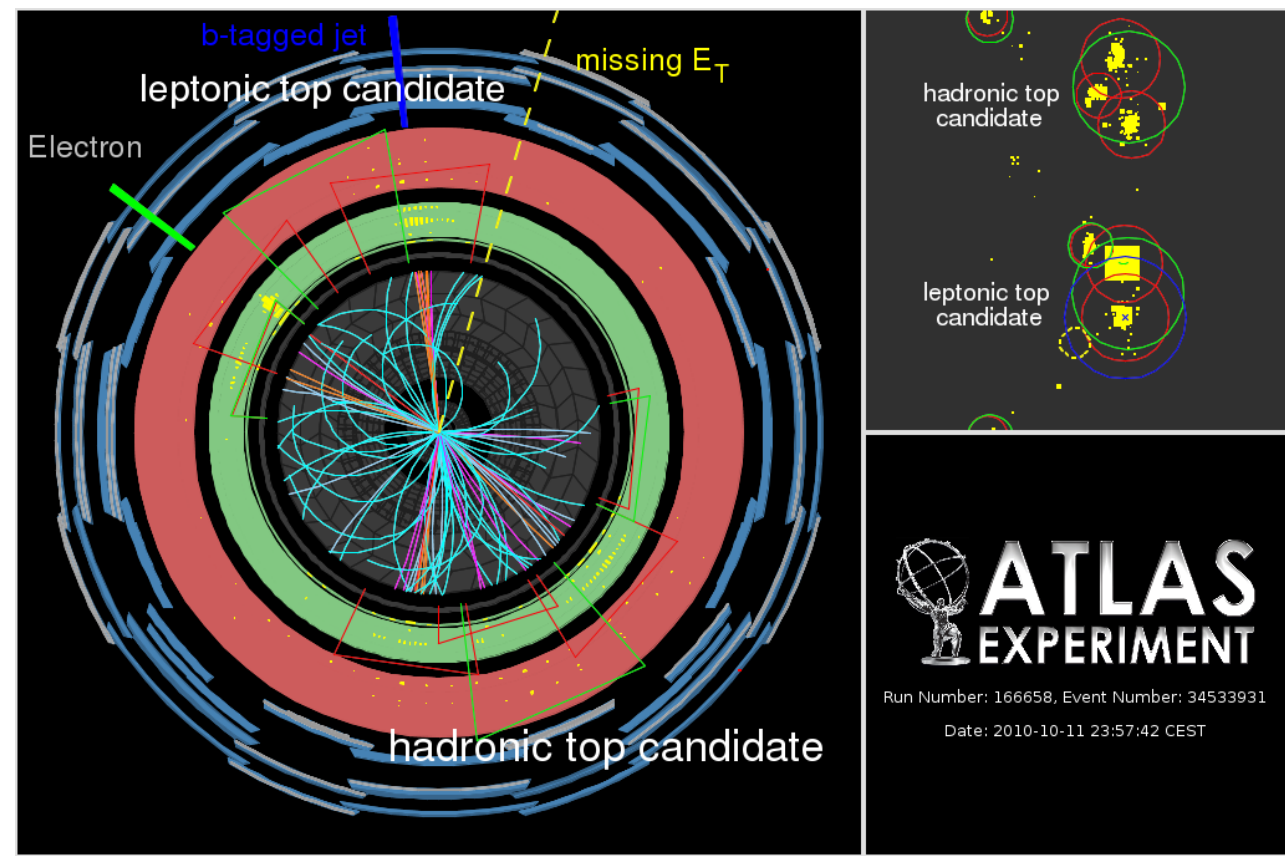 b-tagged jet
missing E_T
leptonic top candidate
Electron
hadronic top candidate
hadronic top
candidate
leptonic top
candidate
ATLAS
EXPERIMENT
Run Number: 166658, Event Number: 34533931
Date: 2010-10-11 23:57:42 CEST